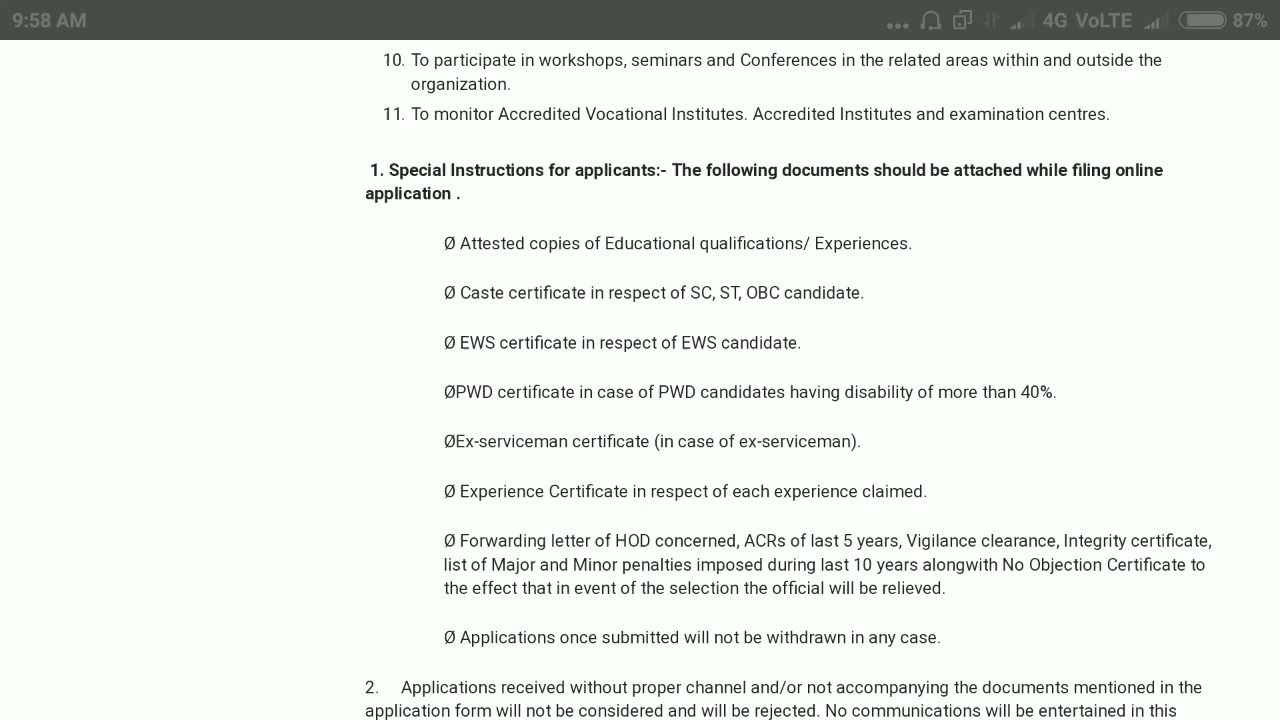 9:58 AM
4G VoLTE 87%
10. To participate in workshops, seminars and Conferences in the related areas within and outside the
organization.
11. To monitor Accredited Vocational Institutes. Accredited Institutes and examination centres.
1. Special Instructions for applicants:- The following documents should be attached while filing online
application .
Ø Attested copies of Educational qualifications/ Experiences.
Ø Caste certificate in respect of SC, ST, OBC candidate.
Ø EWS certificate in respect of EWS candidate.
ØPWD certificate in case of PWD candidates having disability of more than 40%.
ØEx-serviceman certificate (in case of ex-serviceman).
Ø Experience Certificate in respect of each experience claimed.
Ø Forwarding letter of HOD concerned, ACRs of last 5 years, Vigilance clearance, Integrity certificate,
list of Major and Minor penalties imposed during last 10 years alongwith No Objection Certificate to
the effect that in event of the selection the official will be relieved.
Ø Applications once submitted will not be withdrawn in any case.
2. Applications received without proper channel and/or not accompanying the documents mentioned in the
application form will not be considered and will be rejected. No communications will be entertained in this